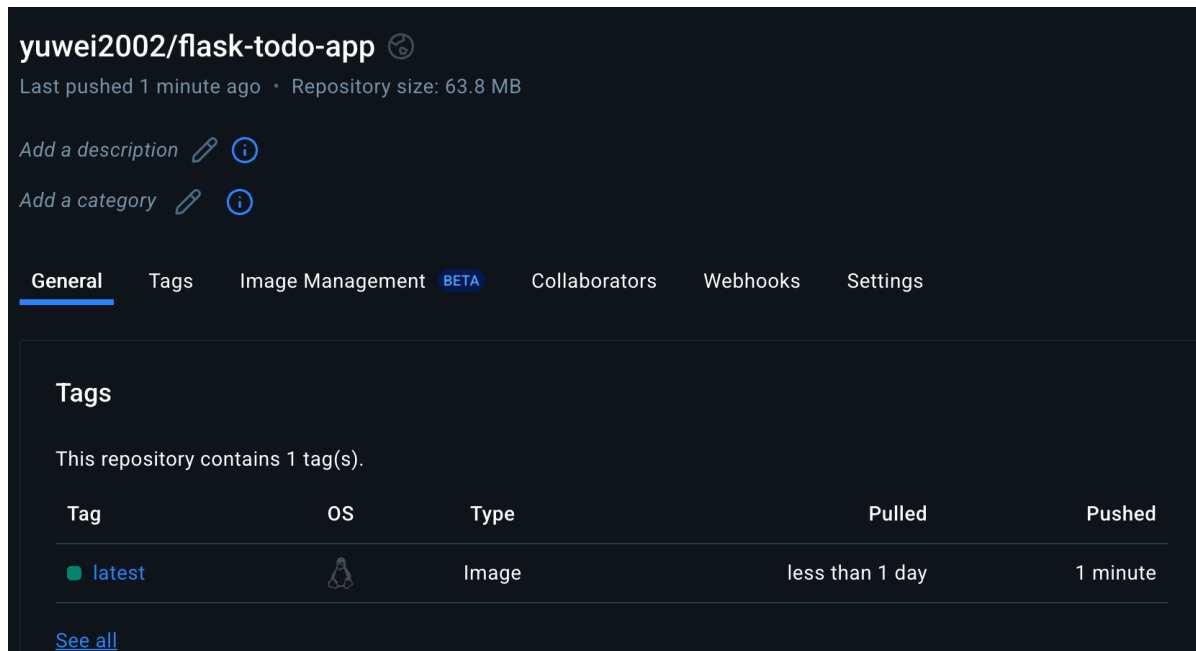 yuwei2002/flask-todo-app
Last pushed 1 minute ago • Repository size: 63.8 MB
Add a description
Add a category
General Tags Image Management BETA Collaborators Webhooks Settings
Tags
This repository contains 1 tag(s).
Tag OS Type Pulled Pushed
latest Image less than 1 day 1 minute
See all